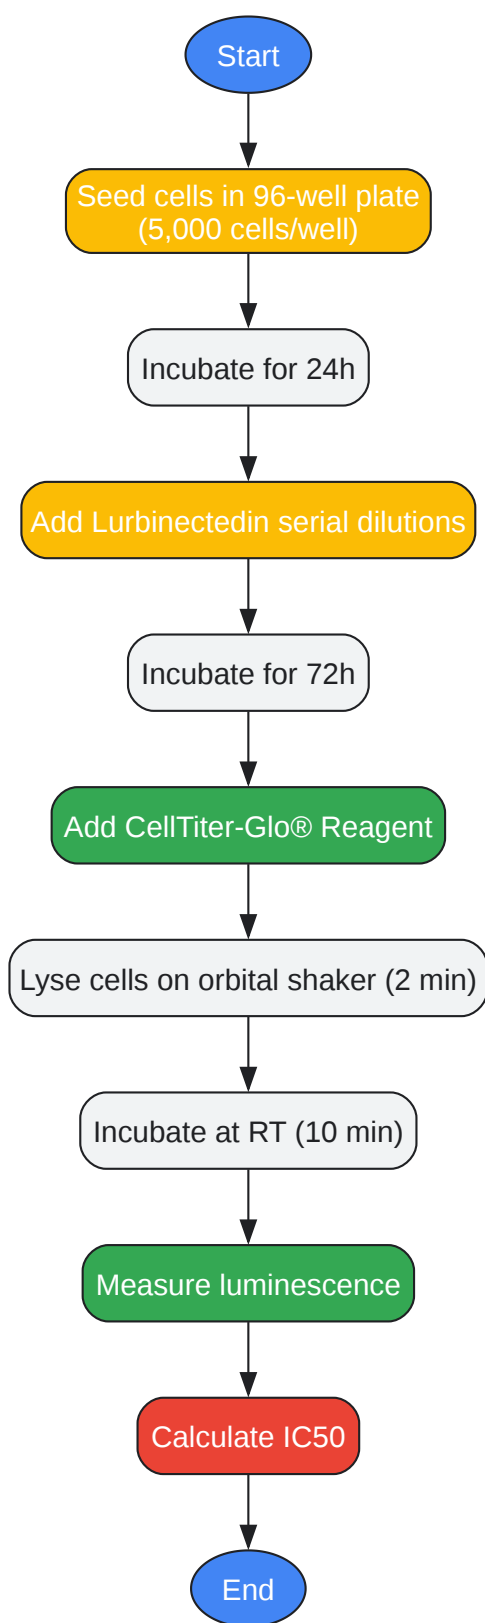 Start
Seed cells in 96-well plate
(5,000 cells/well)
Incubate for 24h
Add Lurbinectedin serial dilutions
Incubate for 72h
Add CellTiter-Glo® Reagent
Lyse cells on orbital shaker (2 min)
Incubate at RT (10 min)
Measure luminescence
Calculate IC50
End